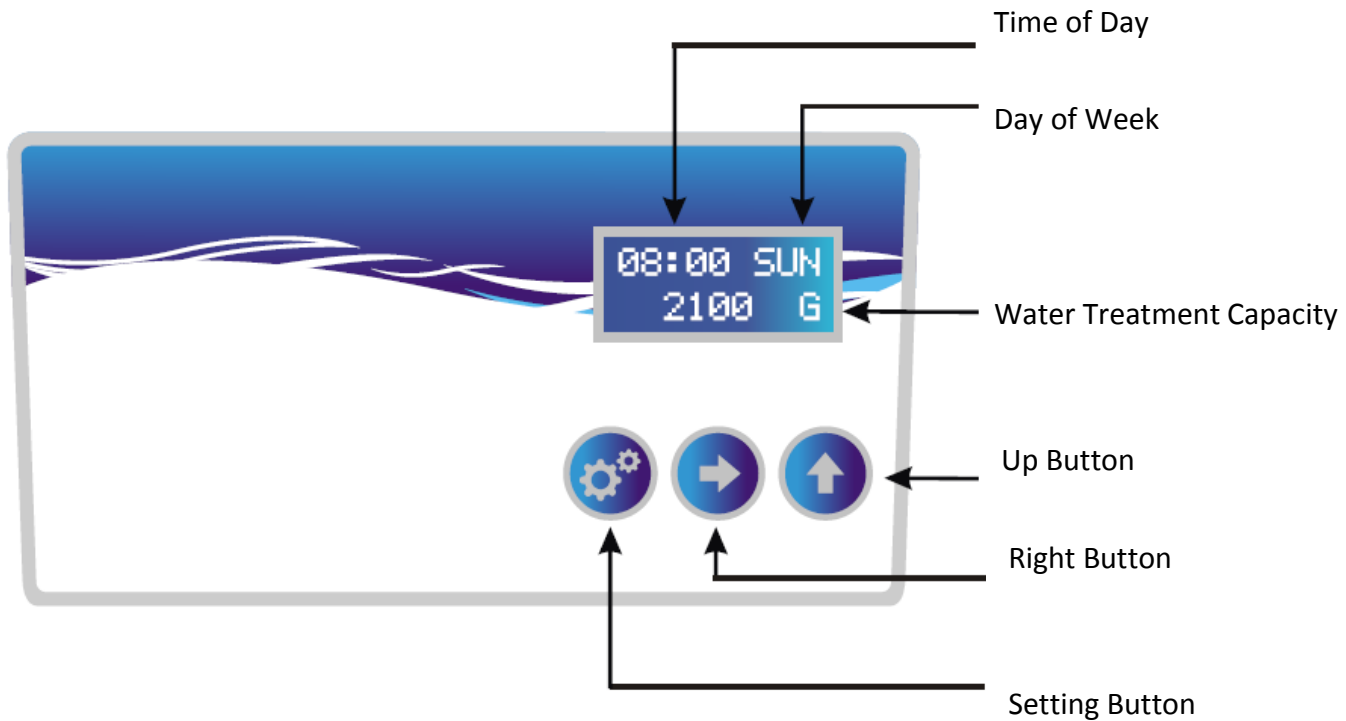 Time of Day
Day of Week
08:00 SUN
2100 G
Water Treatment Capacity
Up Button
Right Button
Setting Button